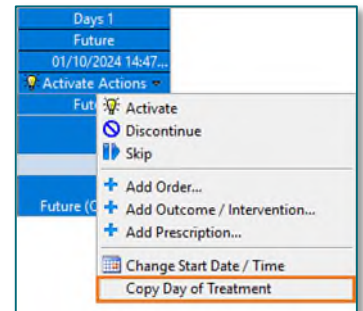 Days 1
Future
01/10/2024 14:47...
Activate Actions
Fut
Activate
Discontinue
Skip
Add Order...
Future (C
Add Outcome / Intervention...
Add Prescription...
Change Start Date / Time
Copy Day of Treatment